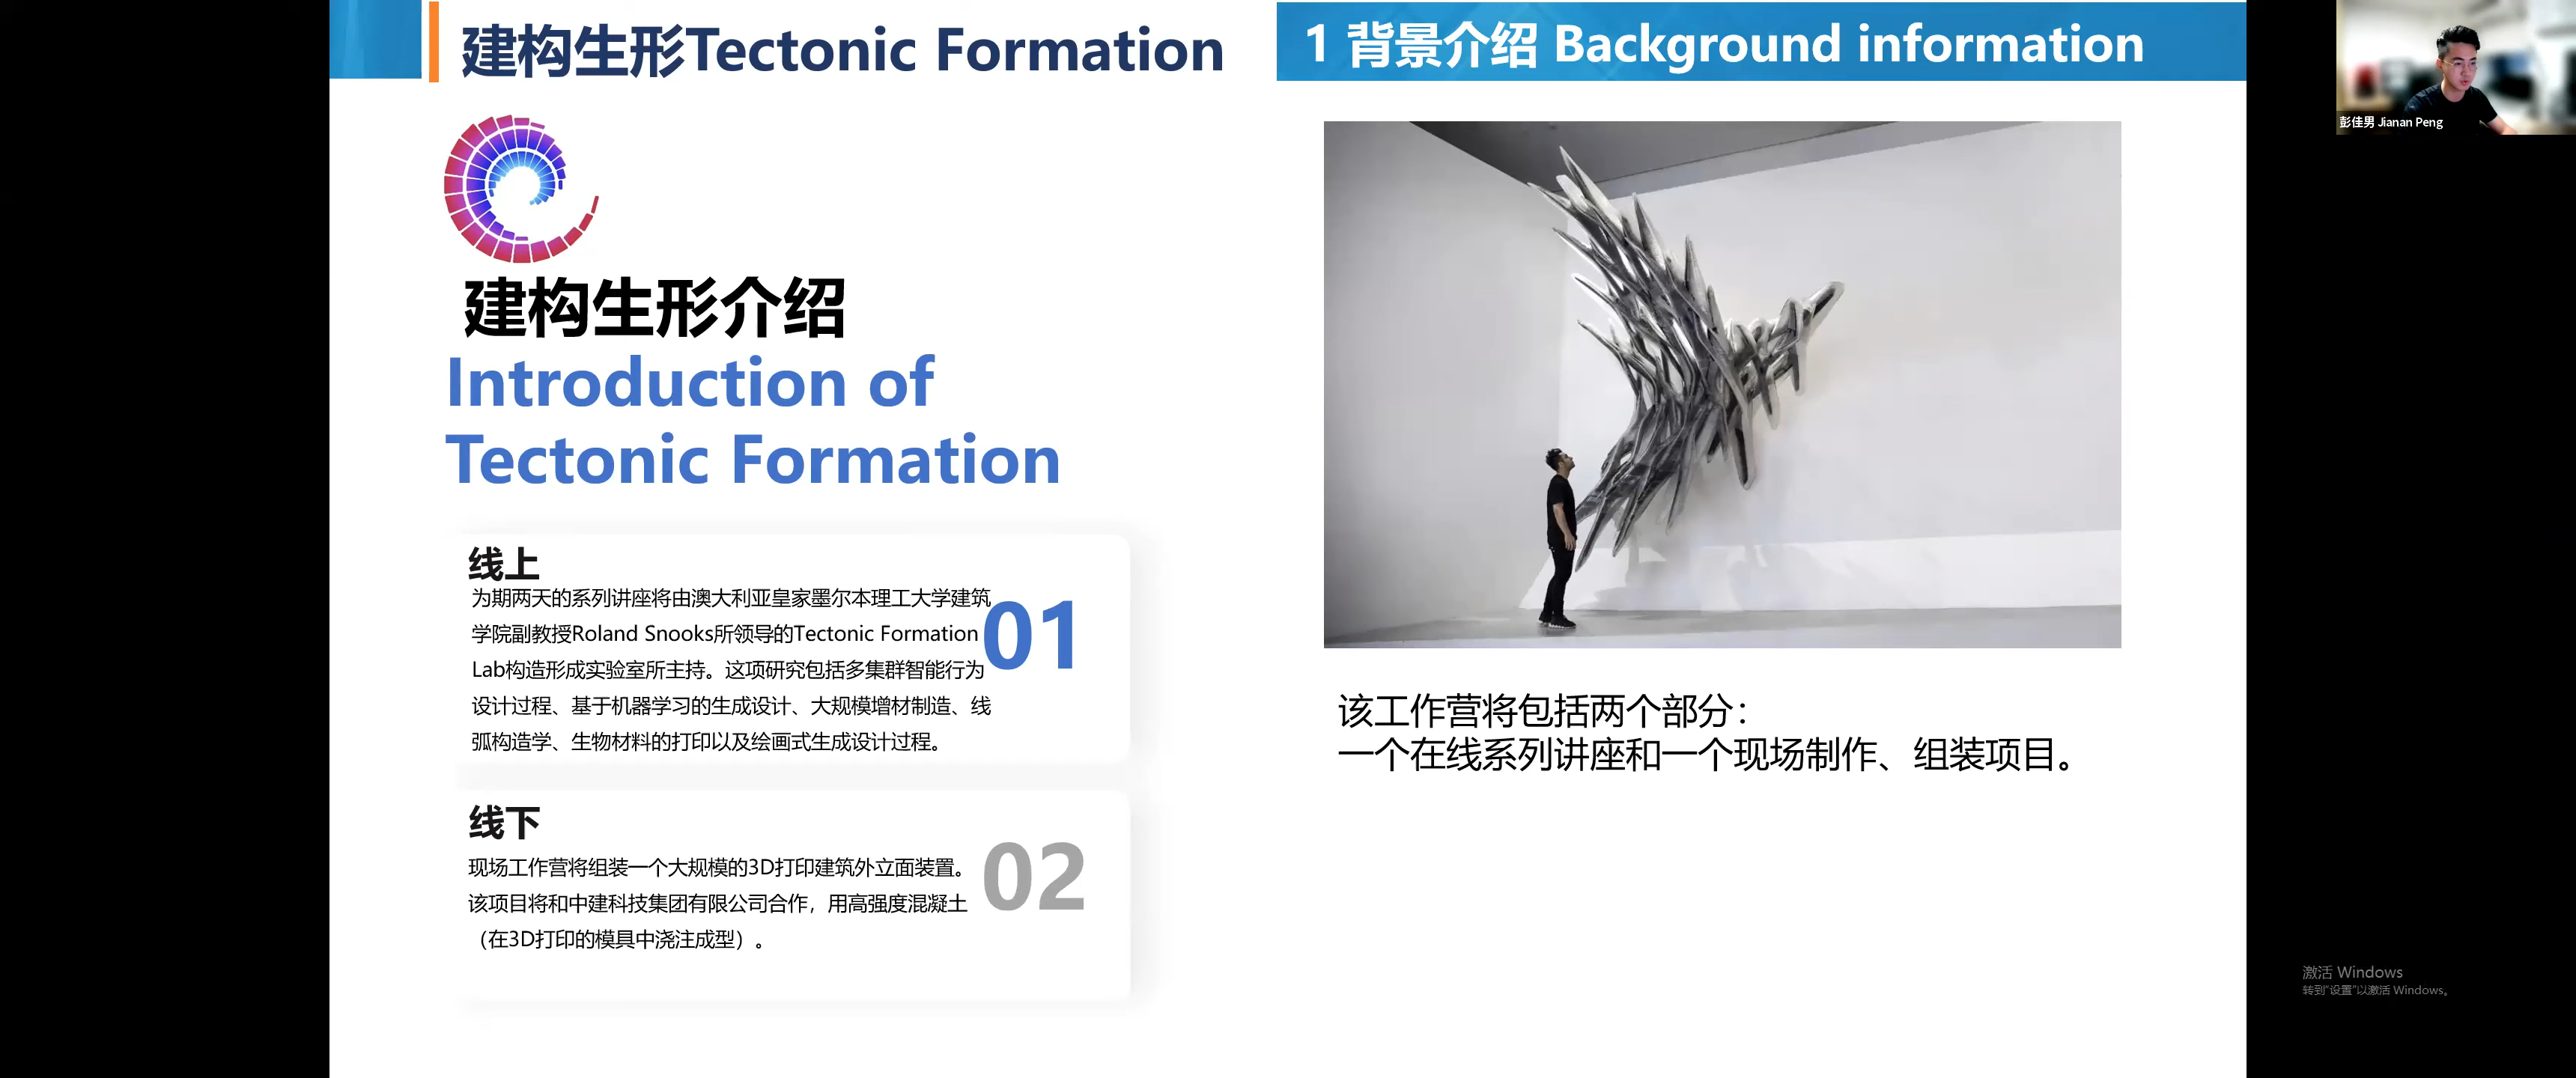 建构生形Tectonic Formation
1 背景介绍 Background information
彭佳男 Jianan Peng
建构生形介绍
Introduction of
Tectonic Formation
线上
为期两天的系列讲座将由澳大利亚皇家墨尔本理工大学建筑
学院副教授Roland Snooks所领导的Tectonic Formation
Lab构造形成实验室所主持。这项研究包括多集群智能行为
设计过程、基于机器学习的生成设计、大规模增材制造、线
弧构造学、生物材料的打印以及绘画式生成设计过程。
01
线下
现场工作营将组装一个大规模的3D打印建筑外立面装置。
该项目将和中建科技集团有限公司合作，用高强度混凝土
（在3D打印的模具中浇注成型）。
02
该工作营将包括两个部分：
一个在线系列讲座和一个现场制作、组装项目。
激活 Windows
转到“设置”以激活 Windows。